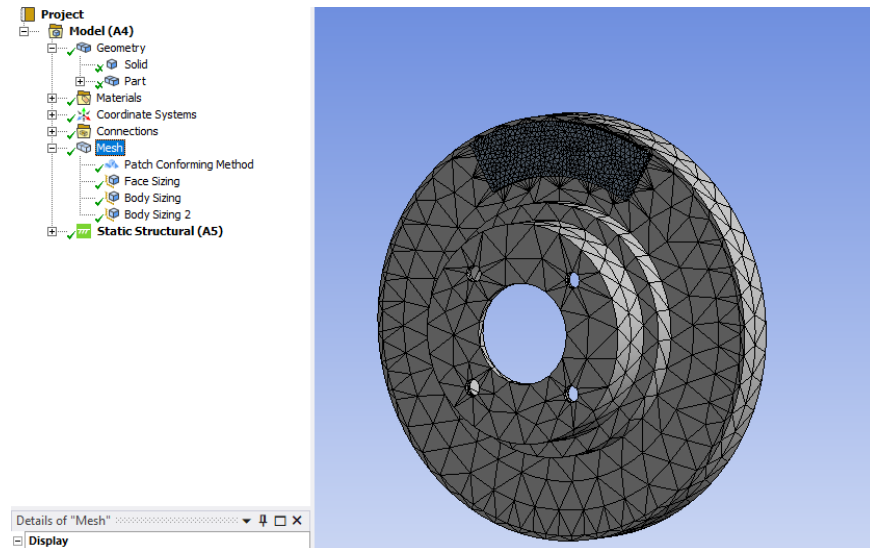 Project
Model (A4)
Geometry
Solid
Part
Materials
Coordinate Systems
Connections
Mesh
Patch Conforming Method
Face Sizing
Body Sizing
Body Sizing 2
Static Structural (A5)
Details of "Mesh"
Display